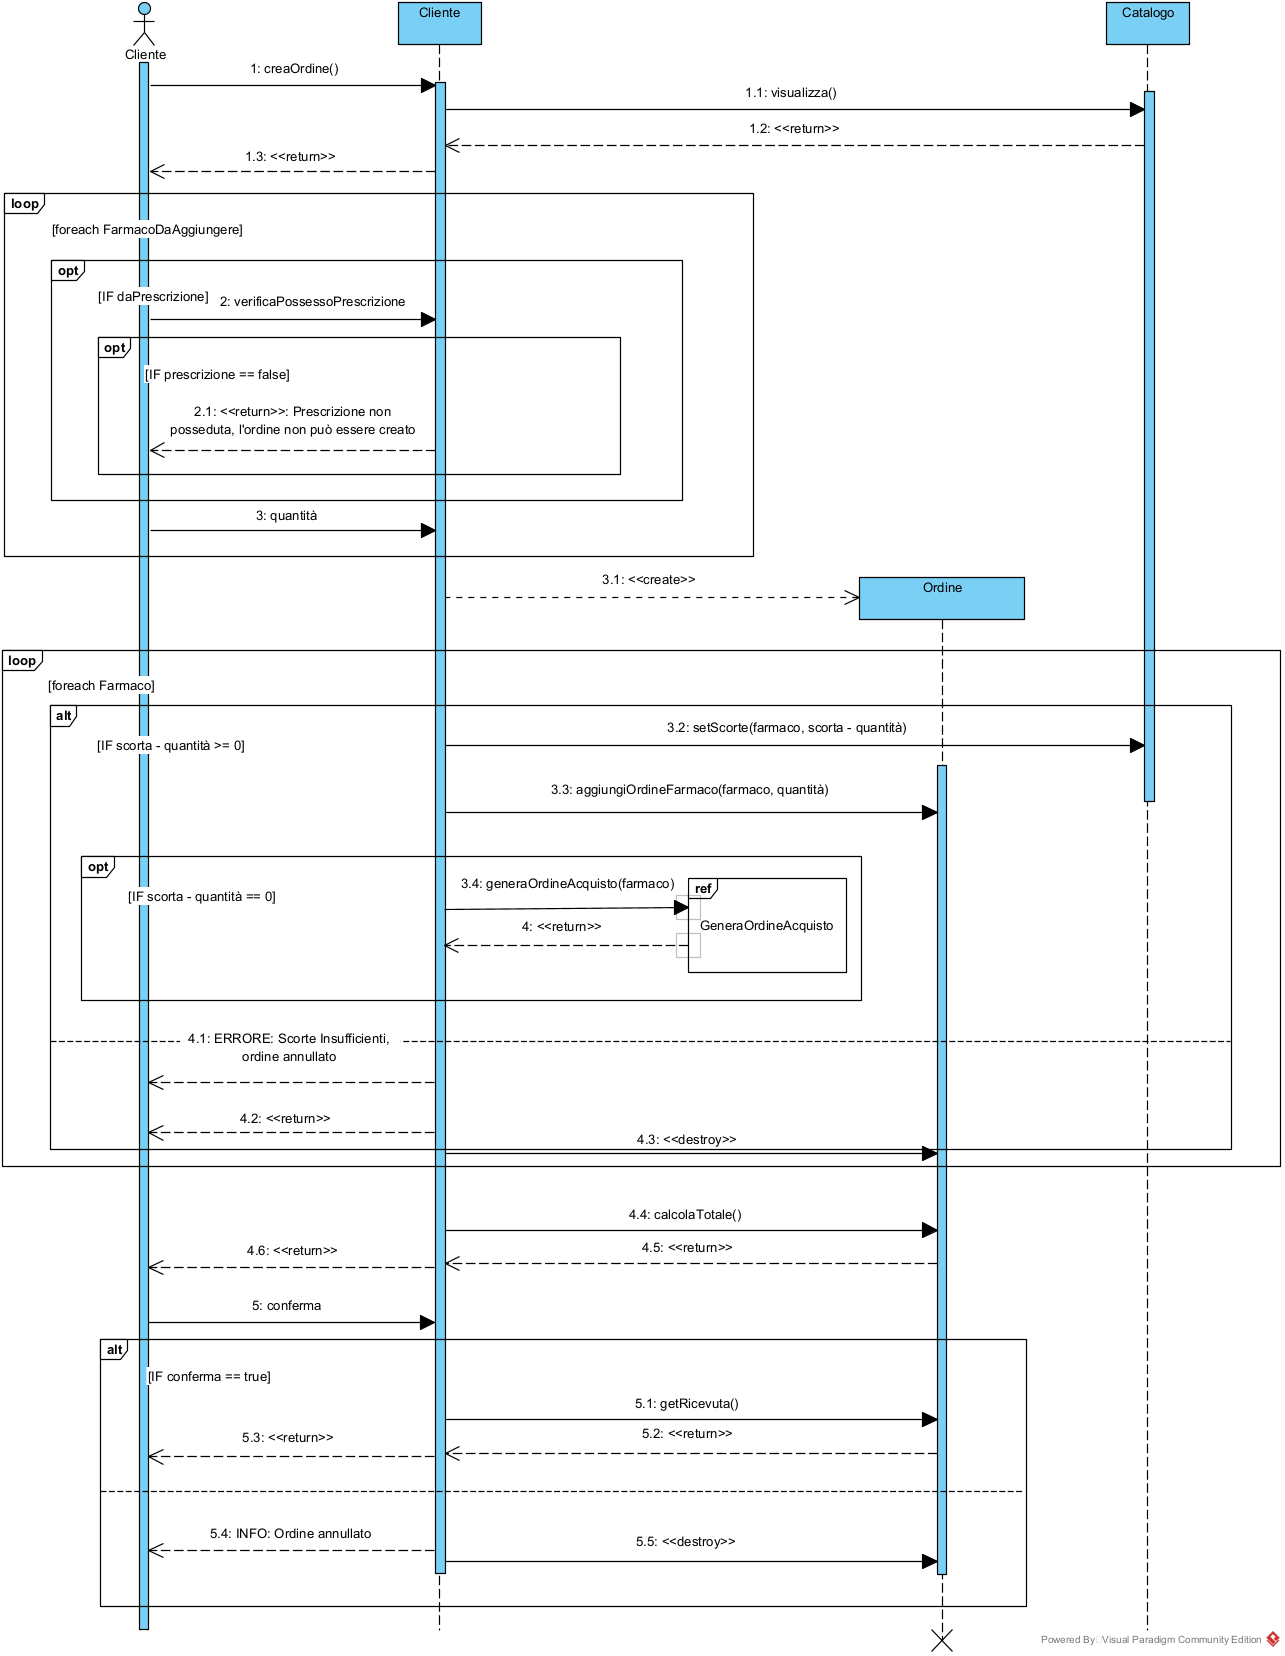 Cliente
Catalogo
Cliente
1: creaOrdine()
1.1: visualizza()
1.2: <<return>>
1.3: <<return>>
loop
[foreach FarmacoDaAggiungere]
opt
[IF daPrescrizione]
2: verificaPossessoPrescrizione
opt
[IF prescrizione == false]
2.1: <<return>>: Prescrizione non
posseduta, l'ordine non può essere creato
3: quantità
3.1: <<create>>
Ordine
loop
[foreach Farmaco]
alt
3.2: setScorte(farmaco, scorta - quantità)
[IF scorta - quantità >= 0]
3.3: aggiungiOrdineFarmaco(farmaco, quantità)
opt
[IF scorta - quantità == 0]
3.4: generaOrdineAcquisto(farmaco)
ref
GeneraOrdineAcquisto
4: <<return>>
4.1: ERRORE: Scorte Insufficienti,
ordine annullato
4.2: <<return>>
4.3: <<destroy>>
4.4: calcolaTotale()
4.5: <<return>>
4.6: <<return>>
5: conferma
alt
[IF conferma == true]
5.1: getRicevuta()
5.2: <<return>>
5.3: <<return>>
5.4: INFO: Ordine annullato
5.5: <<destroy>>
Powered By Visual Paradigm Community Edition